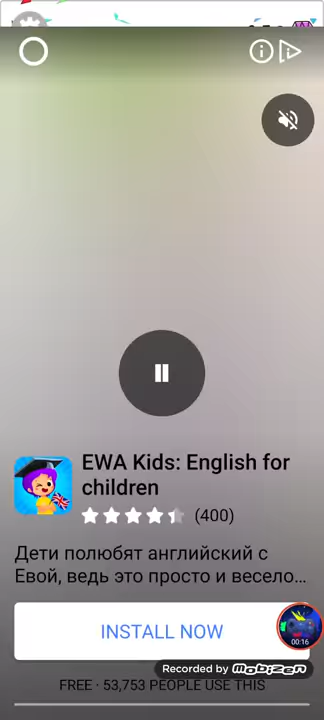 EWA Kids: English for
children
(400)
Дети полюбят английский с
Евой, ведь это просто и весело...
INSTALL NOW
00:16
Recorded by Mobizen
FREE · 53,753 PEOPLE USE THIS